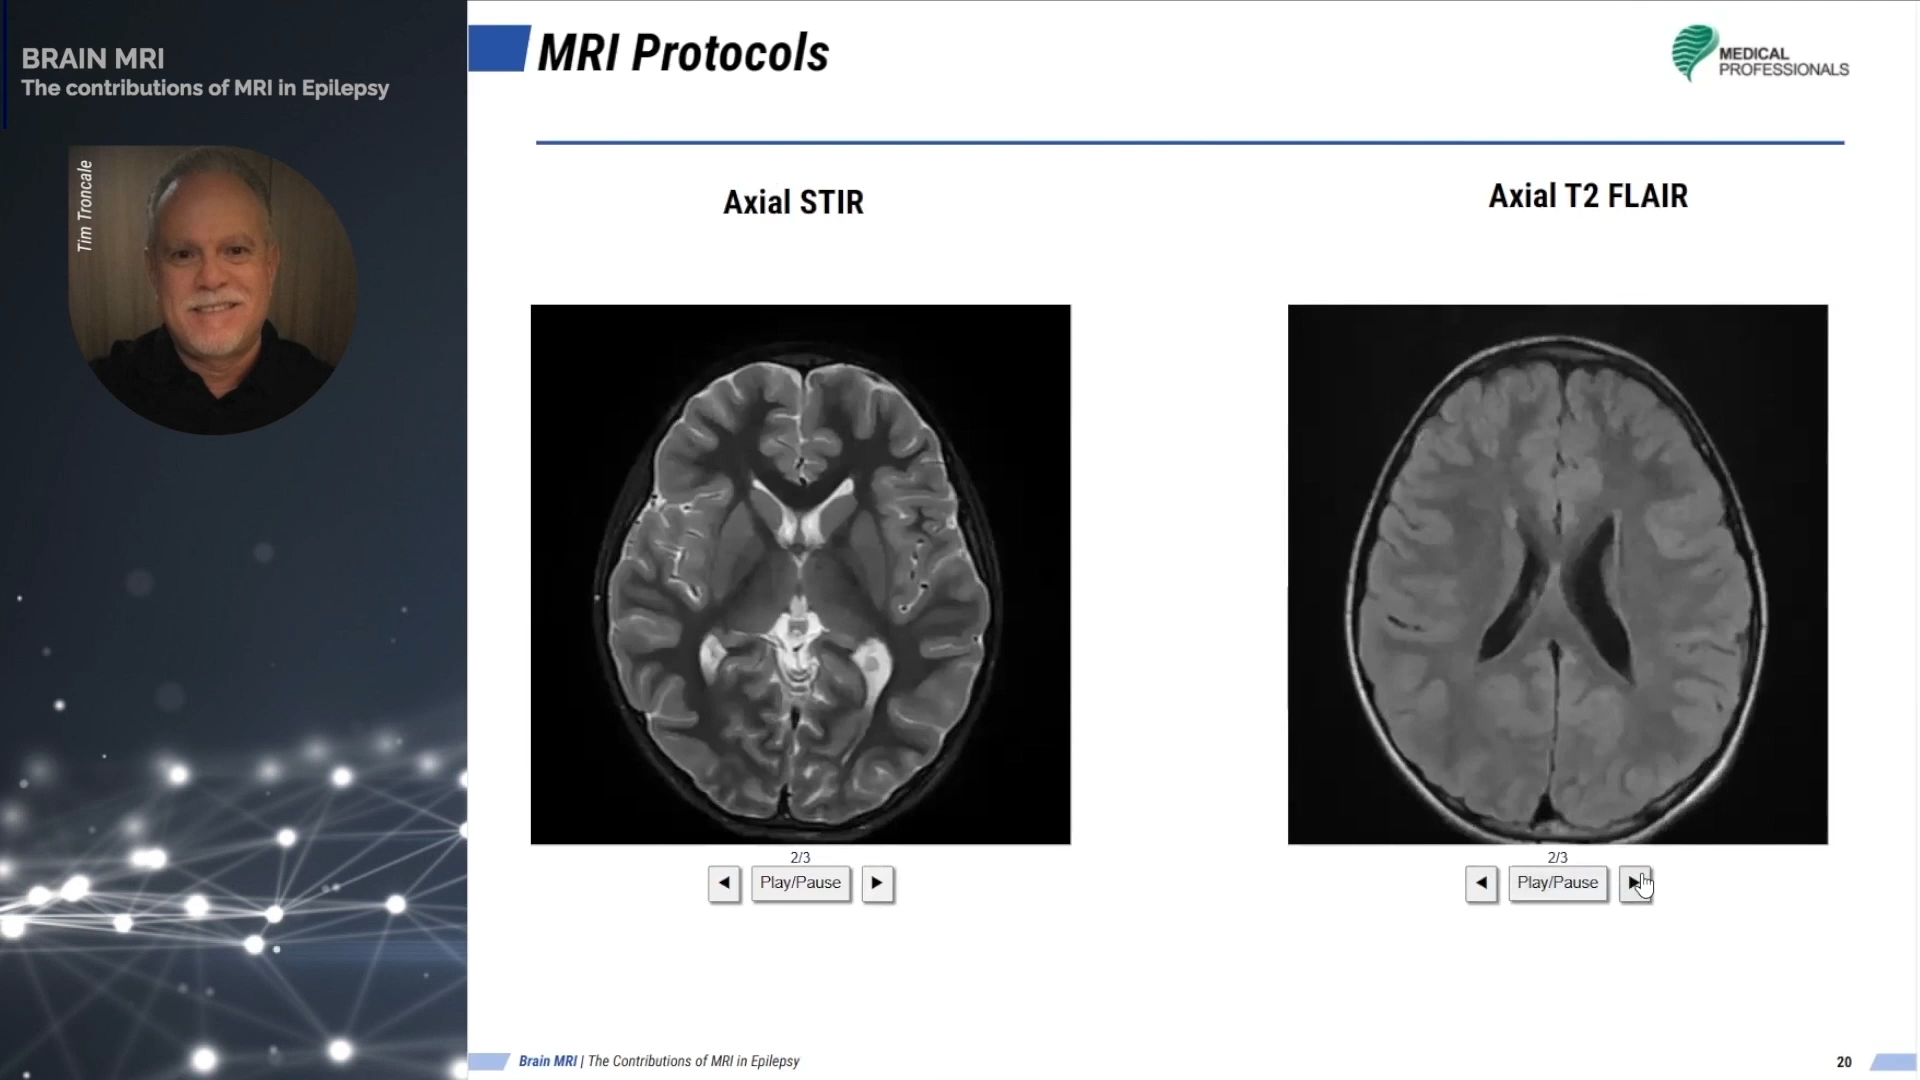 BRAIN MRI
The contributions of MRI in Epilepsy
Tim Troncale
MRI Protocols
MEDICAL
PROFESSIONALS
Axial STIR
Axial T2 FLAIR
2/3
Play/Pause
2/3
Play/Pause
Brain MRI | The Contributions of MRI in Epilepsy
20